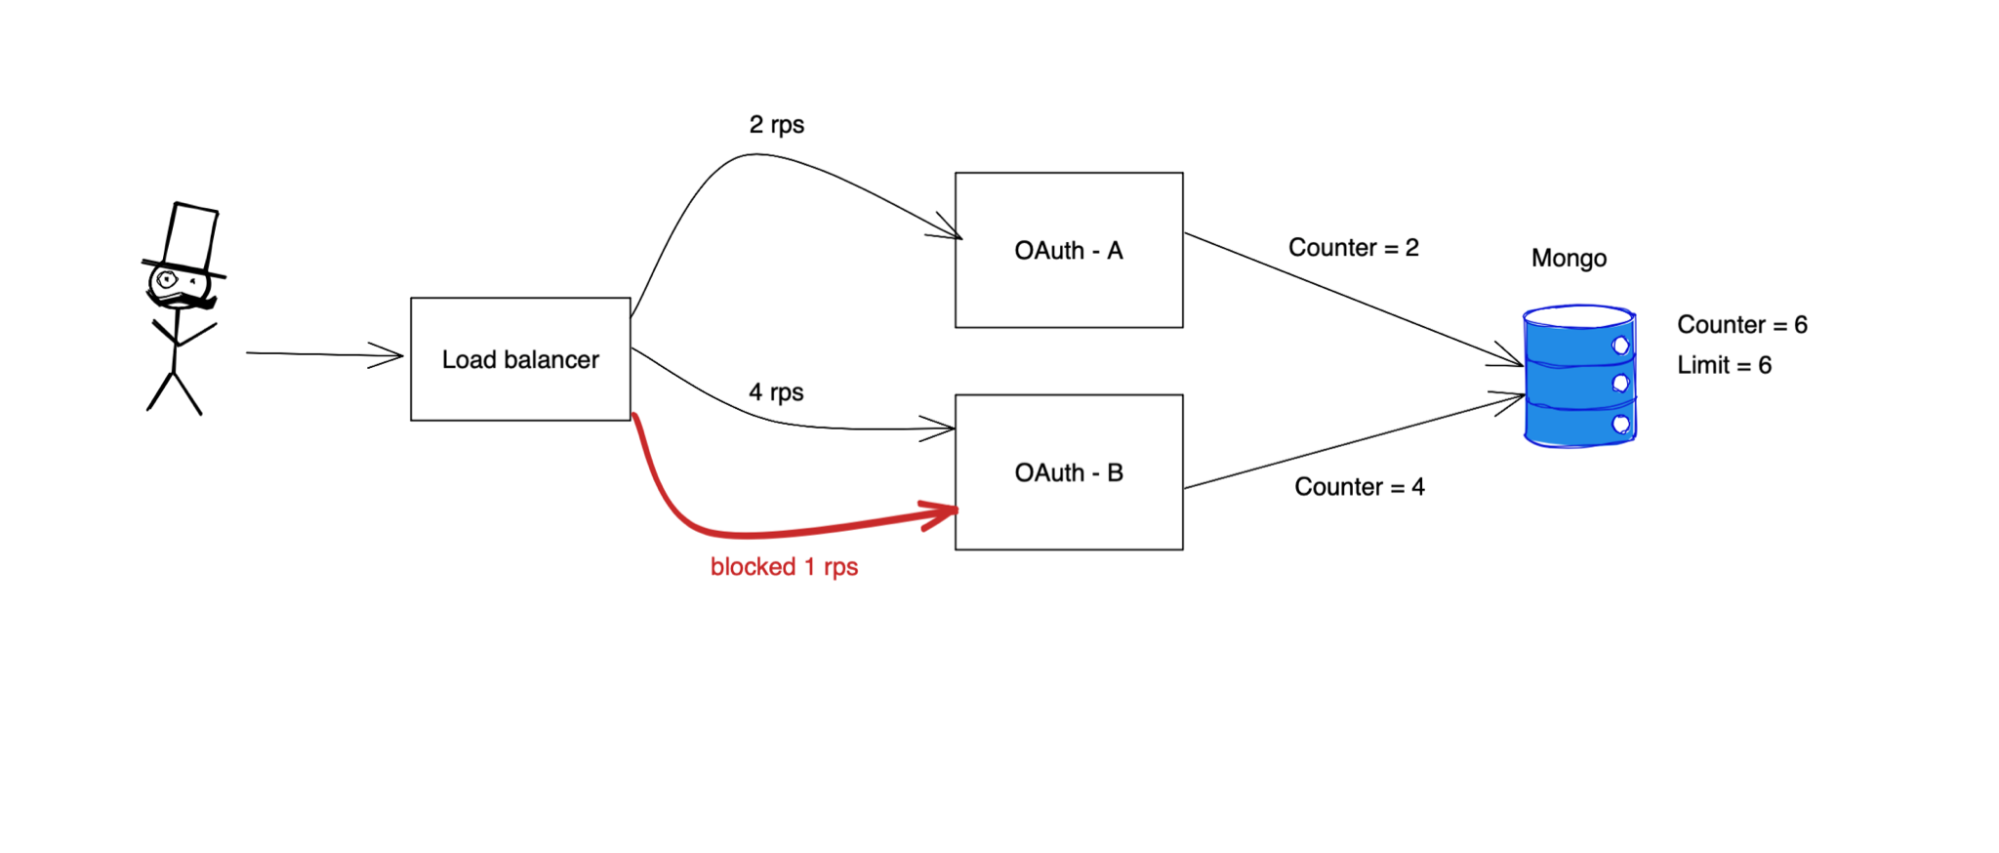 2 rps
OAuth - A
Counter = 2
Mongo
Counter = 6
Limit = 6
Load balancer
4 rps
OAuth - B
Counter = 4
blocked 1 rps